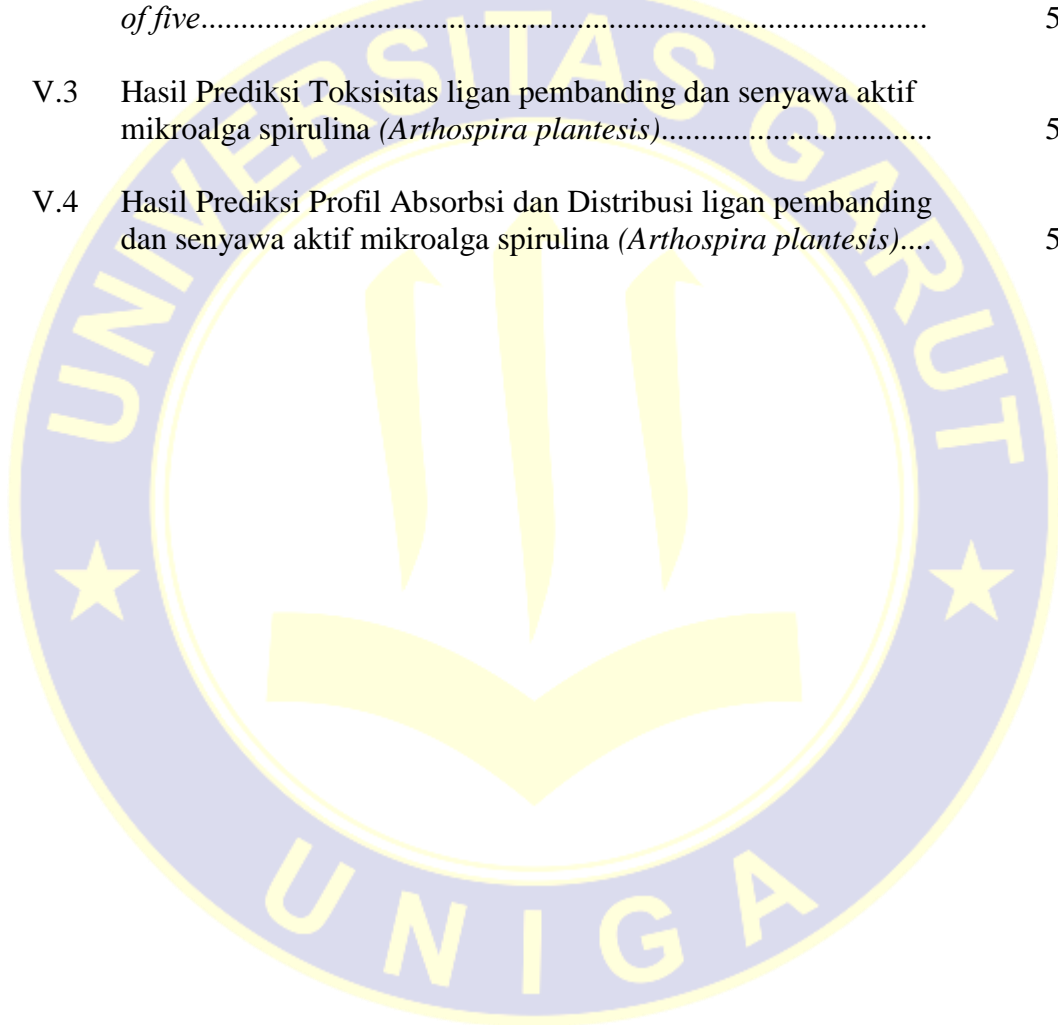 of five........................................................................................... 5
V.3 Hasil Prediksi Toksisitas ligan pembanding dan senyawa aktif
mikroalga spirulina (Arthospira plantesis).................................. 5
V.4 Hasil Prediksi Profil Absorbsi dan Distribusi ligan pembanding
dan senyawa aktif mikroalga spirulina (Arthospira plantesis).... 5
UNIVERSITAS GARUT
UNIGA